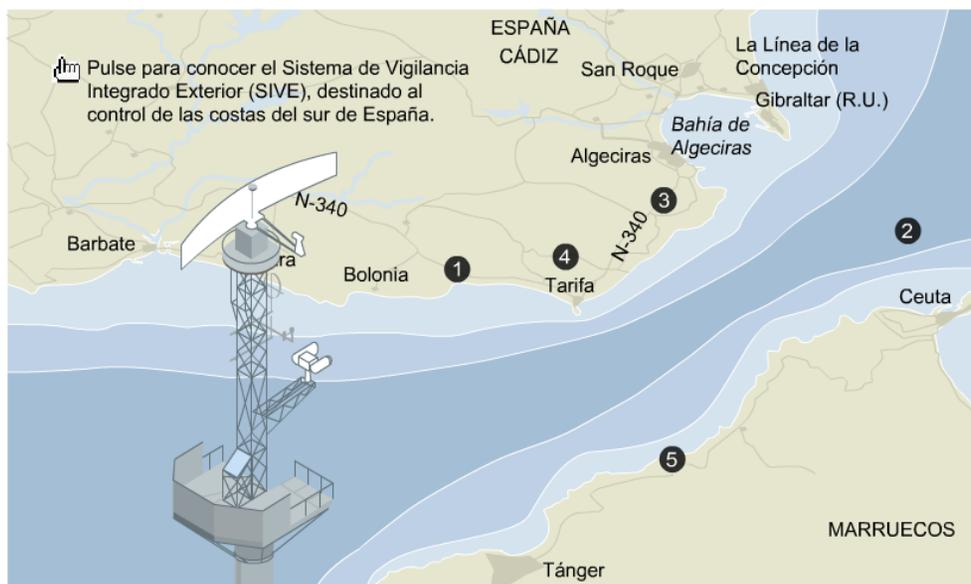 ESPAÑA
CÁDIZ
La Línea de la
Concepción
San Roque
Gibraltar (R.U.)
Pulse para conocer el Sistema de Vigilancia
Integrado Exterior (SIVE), destinado al
control de las costas del sur de España.
Bahía de
Algeciras
Algeciras
N-340
3
N-340
2
Barbate
ra
Bolonia
1
4
Tarifa
Ceuta
5
MARRUECOS
Tánger